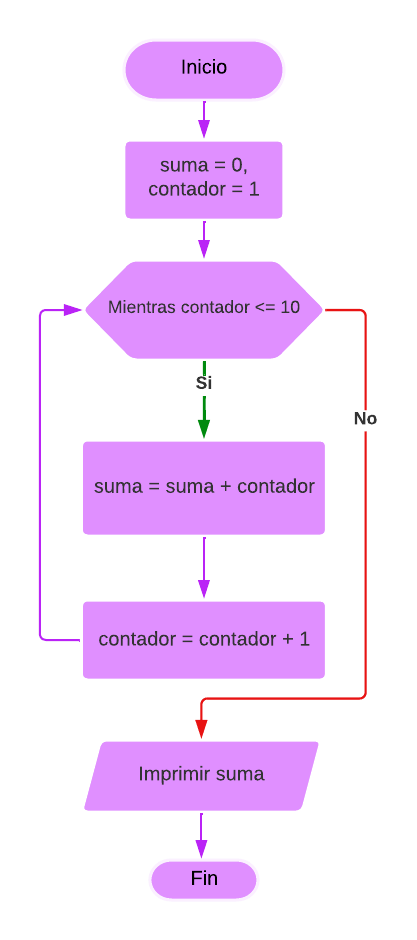 Inicio
suma = 0,
contador = 1
Mientras contador <= 10
Si
No
suma = suma + contador
contador = contador + 1
Imprimir suma
Fin